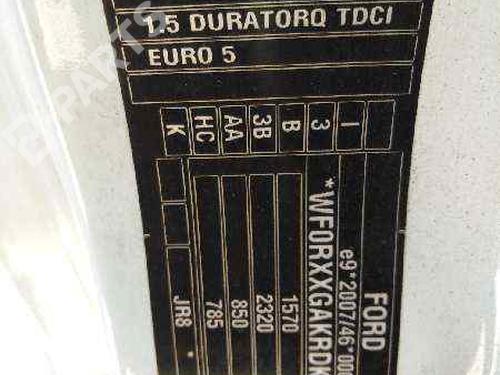 1.5 DURATORQ TDCI
EURO 5
FORD
e9*2007/46*00
*WF0RXXGAKRDK
1570
2320
850
785
I
3
B
3B
AA
HC
K
JR8
B-PARTS